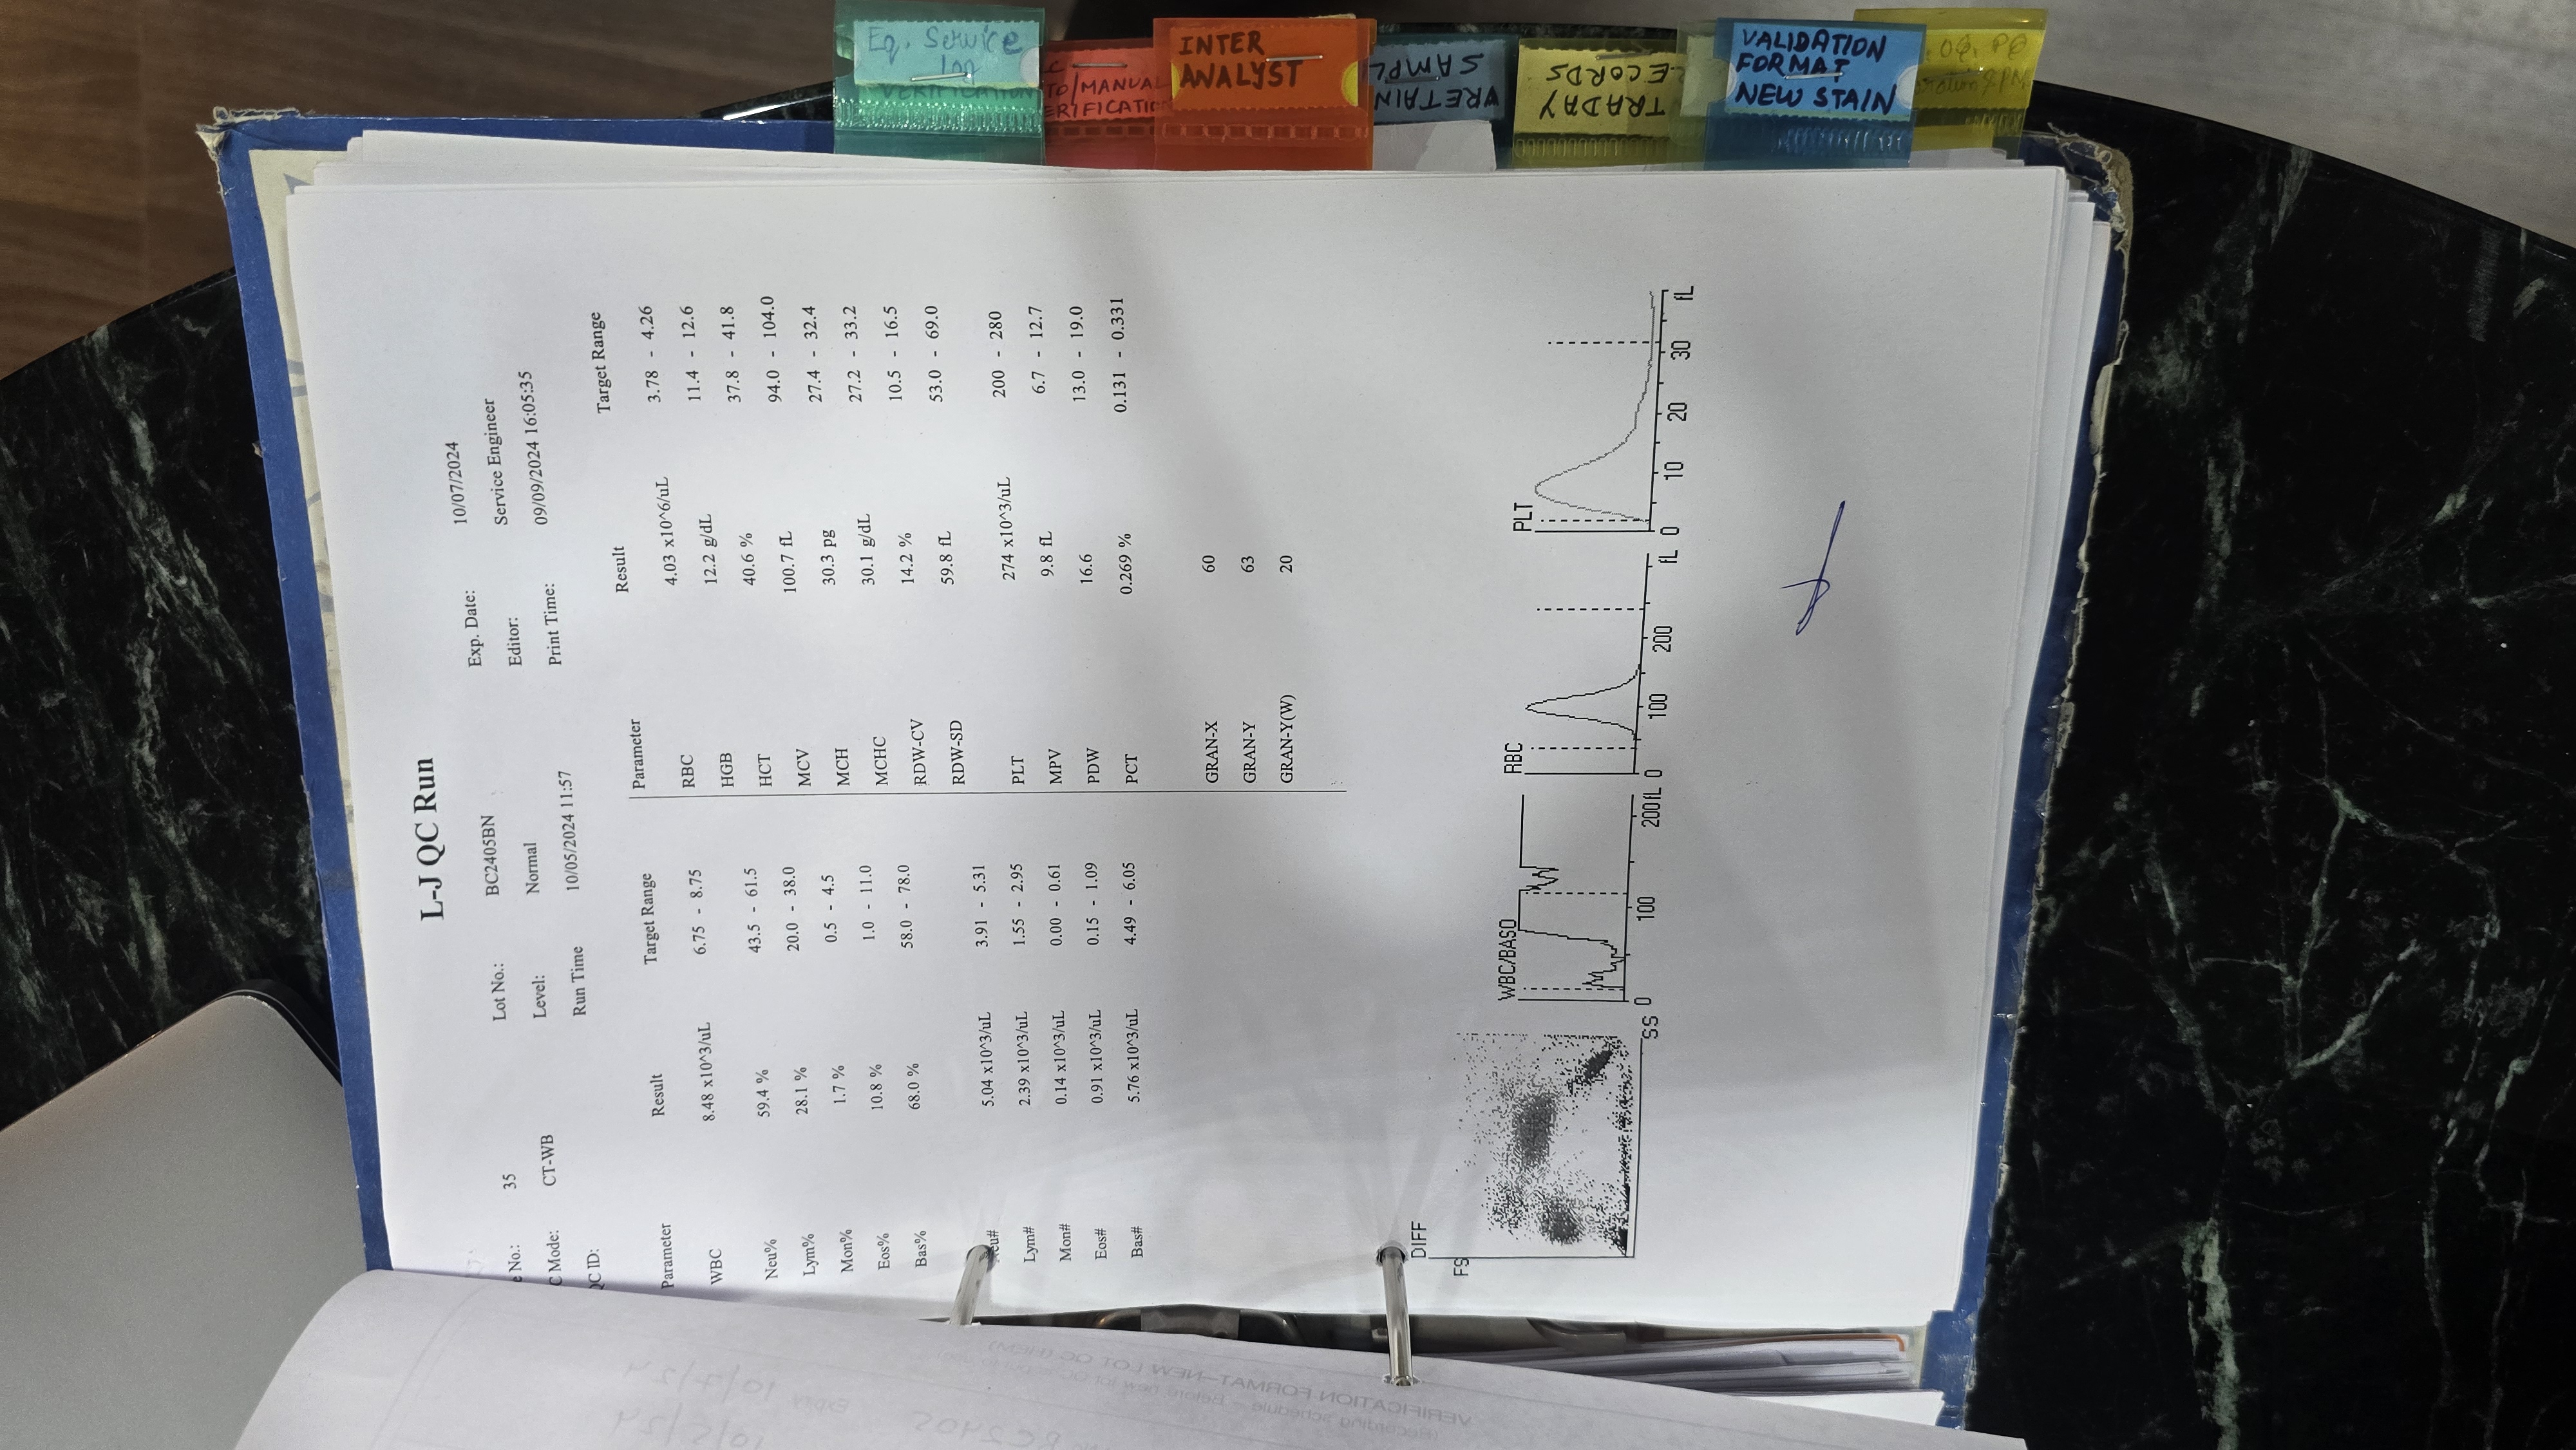 L-J QC Run
e No.: 35 Lot No.: BC2405BN Exp. Date: 10/07/2024
C Mode: CT-WB Level: Normal Editor: Service Engineer
QC ID: Run Time 10/05/2024 11:57 Print Time: 09/09/2024 16:05:35
Parameter Result Target Range
WBC 8.48 x10^3/uL 6.75 - 8.75
Neu% 59.4 % 43.5 - 61.5
Lym% 28.1 % 20.0 - 38.0
Mon% 1.7 % 0.5 - 4.5
Eos% 10.8 % 1.0 - 11.0
Bas% 68.0 % 58.0 - 78.0
eu# 5.04 x10^3/uL 3.91 - 5.31
Lym# 2.39 x10^3/uL 1.55 - 2.95
Mon# 0.14 x10^3/uL 0.00 - 0.61
Eos# 0.91 x10^3/uL 0.15 - 1.09
Bas# 5.76 x10^3/uL 4.49 - 6.05
Parameter Result Target Range
RBC 4.03 x10^6/uL 3.78 - 4.26
HGB 12.2 g/dL 11.4 - 12.6
HCT 40.6 % 37.8 - 41.8
MCV 100.7 fL 94.0 - 104.0
MCH 30.3 pg 27.4 - 32.4
MCHC 30.1 g/dL 27.2 - 33.2
RDW-CV 14.2 % 10.5 - 16.5
RDW-SD 59.8 fL 53.0 - 69.0
PLT 274 x10^3/uL 200 - 280
MPV 9.8 fL 6.7 - 12.7
PDW 16.6 13.0 - 19.0
PCT 0.269 % 0.131 - 0.331
GRAN-X 60
GRAN-Y 63
GRAN-Y(W) 20
DIFF
FS
SS
WBC/BASO
0 100 200 fL
RBC
0 100 200 fL
PLT
0 10 20 30 fL
VALIDATION
FORMAT
NEW STAIN
TRADAY
ECORDS
RETAIN
SAMPL
INTER
ANALYST
TO/MANUAL
ERIFICATI
Eq. Service
log
VERIFICATION FORMAT-NEW LOT QC